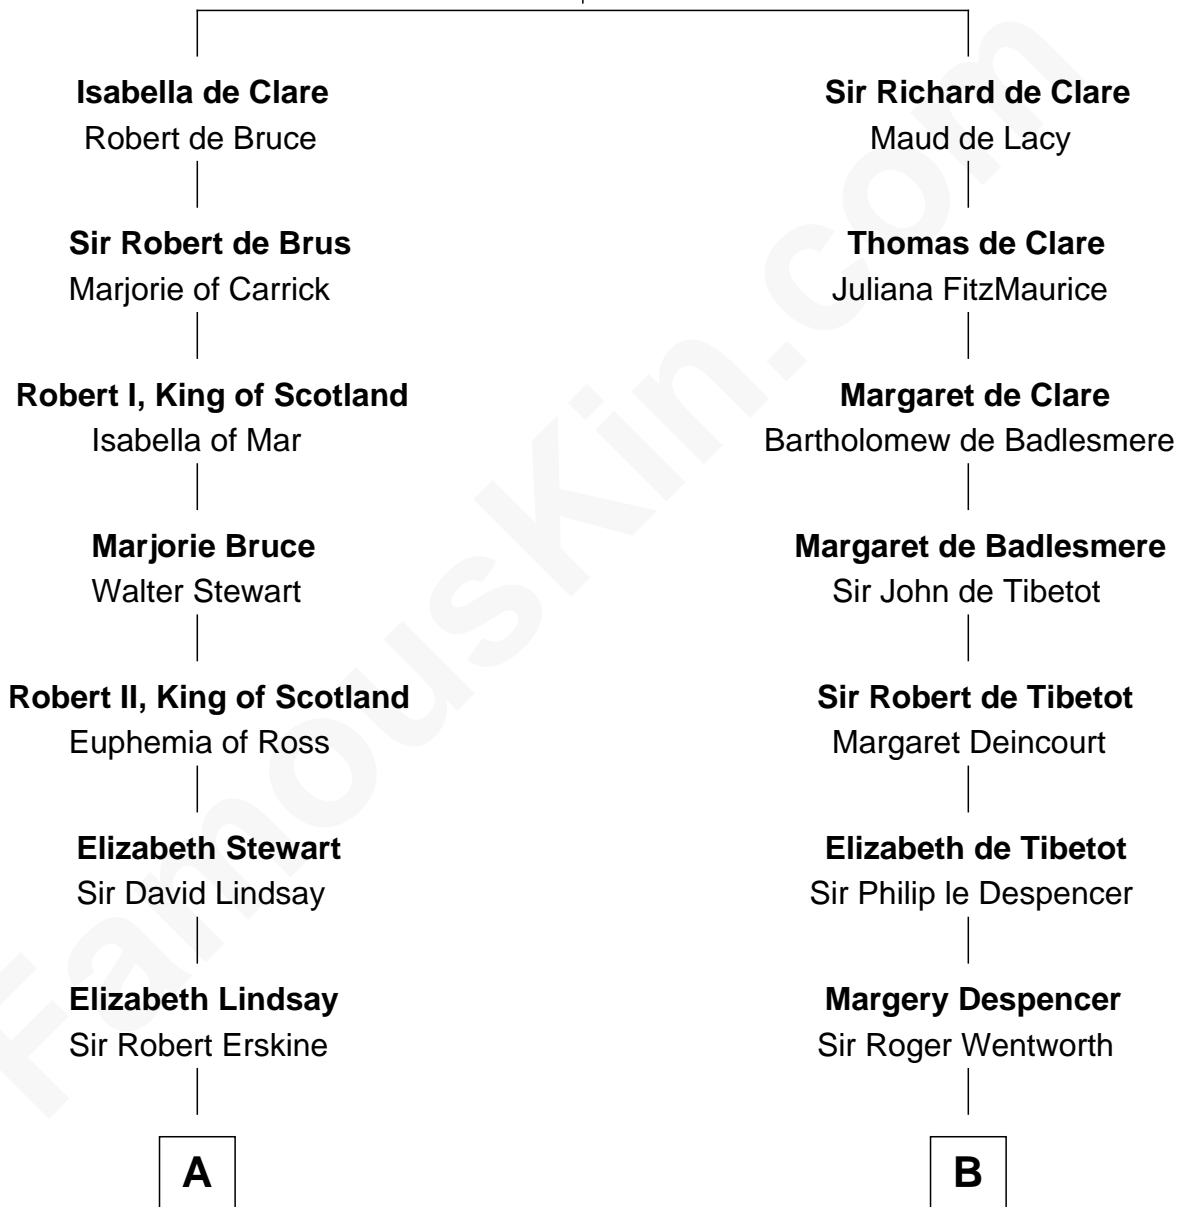 Isabella de Clare
Robert de Bruce
Sir Robert de Brus
Marjorie of Carrick
Robert I, King of Scotland
Isabella of Mar
Marjorie Bruce
Walter Stewart
Robert II, King of Scotland
Euphemia of Ross
Elizabeth Stewart
Sir David Lindsay
Elizabeth Lindsay
Sir Robert Erskine
A
Sir Richard de Clare
Maud de Lacy
Thomas de Clare
Juliana FitzMaurice
Margaret de Clare
Bartholomew de Badlesmere
Margaret de Badlesmere
Sir John de Tibetot
Sir Robert de Tibetot
Margaret Deincourt
Elizabeth de Tibetot
Sir Philip le Despencer
Margery Despencer
Sir Roger Wentworth
B
FamousKin.com